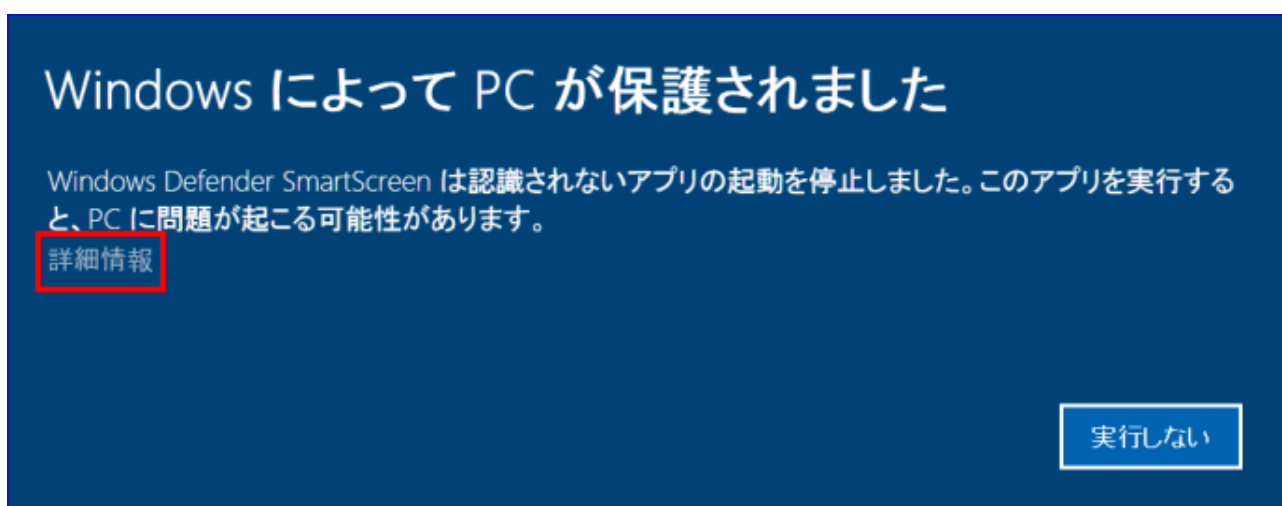 Windows によって PC が保護されました
Windows Defender SmartScreen は認識されないアプリの起動を停止しました。このアプリを実行する
と、PC に問題が起こる可能性があります。
詳細情報
実行しない